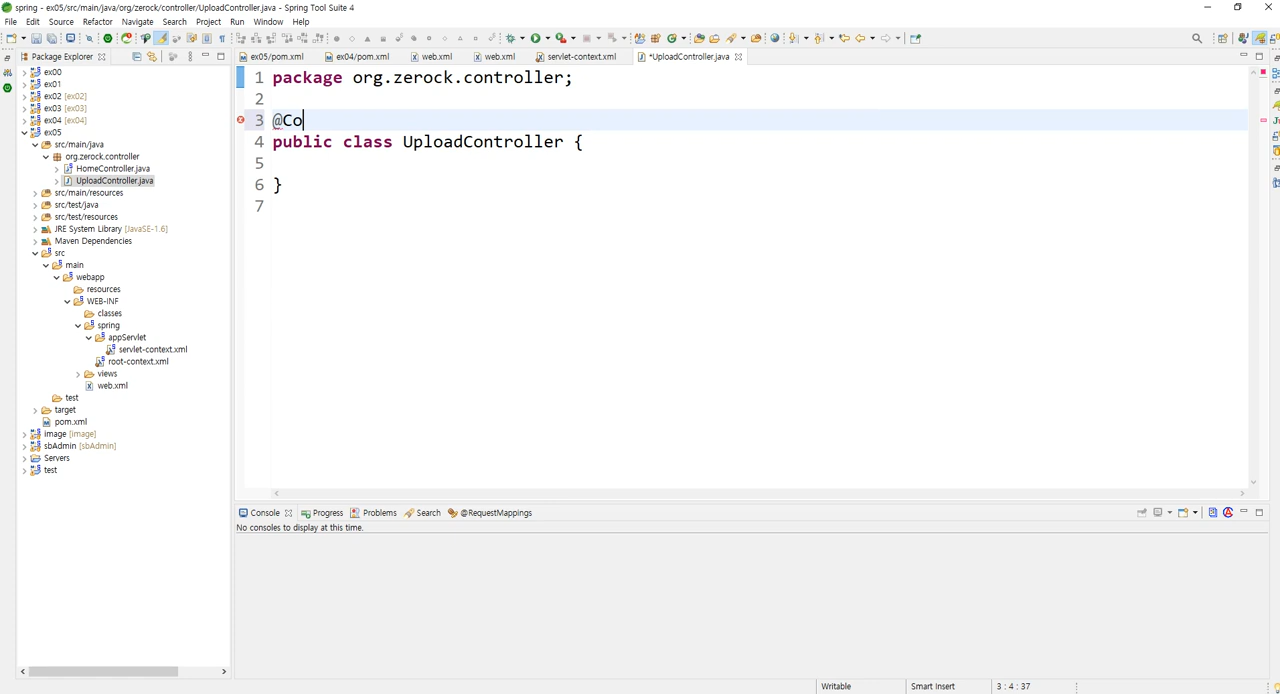 spring - ex05/src/main/java/org/zerock/controller/UploadController.java - Spring Tool Suite 4
File Edit Source Refactor Navigate Search Project Run Window Help
Package Explorer
ex05/pom.xml ex04/pom.xml web.xml web.xml servlet-context.xml *UploadController.java
ex00
ex01
ex02 [ex02]
ex03 [ex03]
ex04 [ex04]
ex05
src/main/java
org.zerock.controller
HomeController.java
UploadController.java
src/main/resources
src/test/java
src/test/resources
JRE System Library [JavaSE-1.6]
Maven Dependencies
src
main
webapp
resources
WEB-INF
classes
spring
appServlet
servlet-context.xml
root-context.xml
views
web.xml
test
target
pom.xml
image [image]
sbAdmin [sbAdmin]
Servers
test
1 package org.zerock.controller;
2
3 @Co
4 public class UploadController {
5
6 }
7
Console Progress Problems Search @RequestMappings
No consoles to display at this time.
Writable Smart Insert 3 : 4 : 37